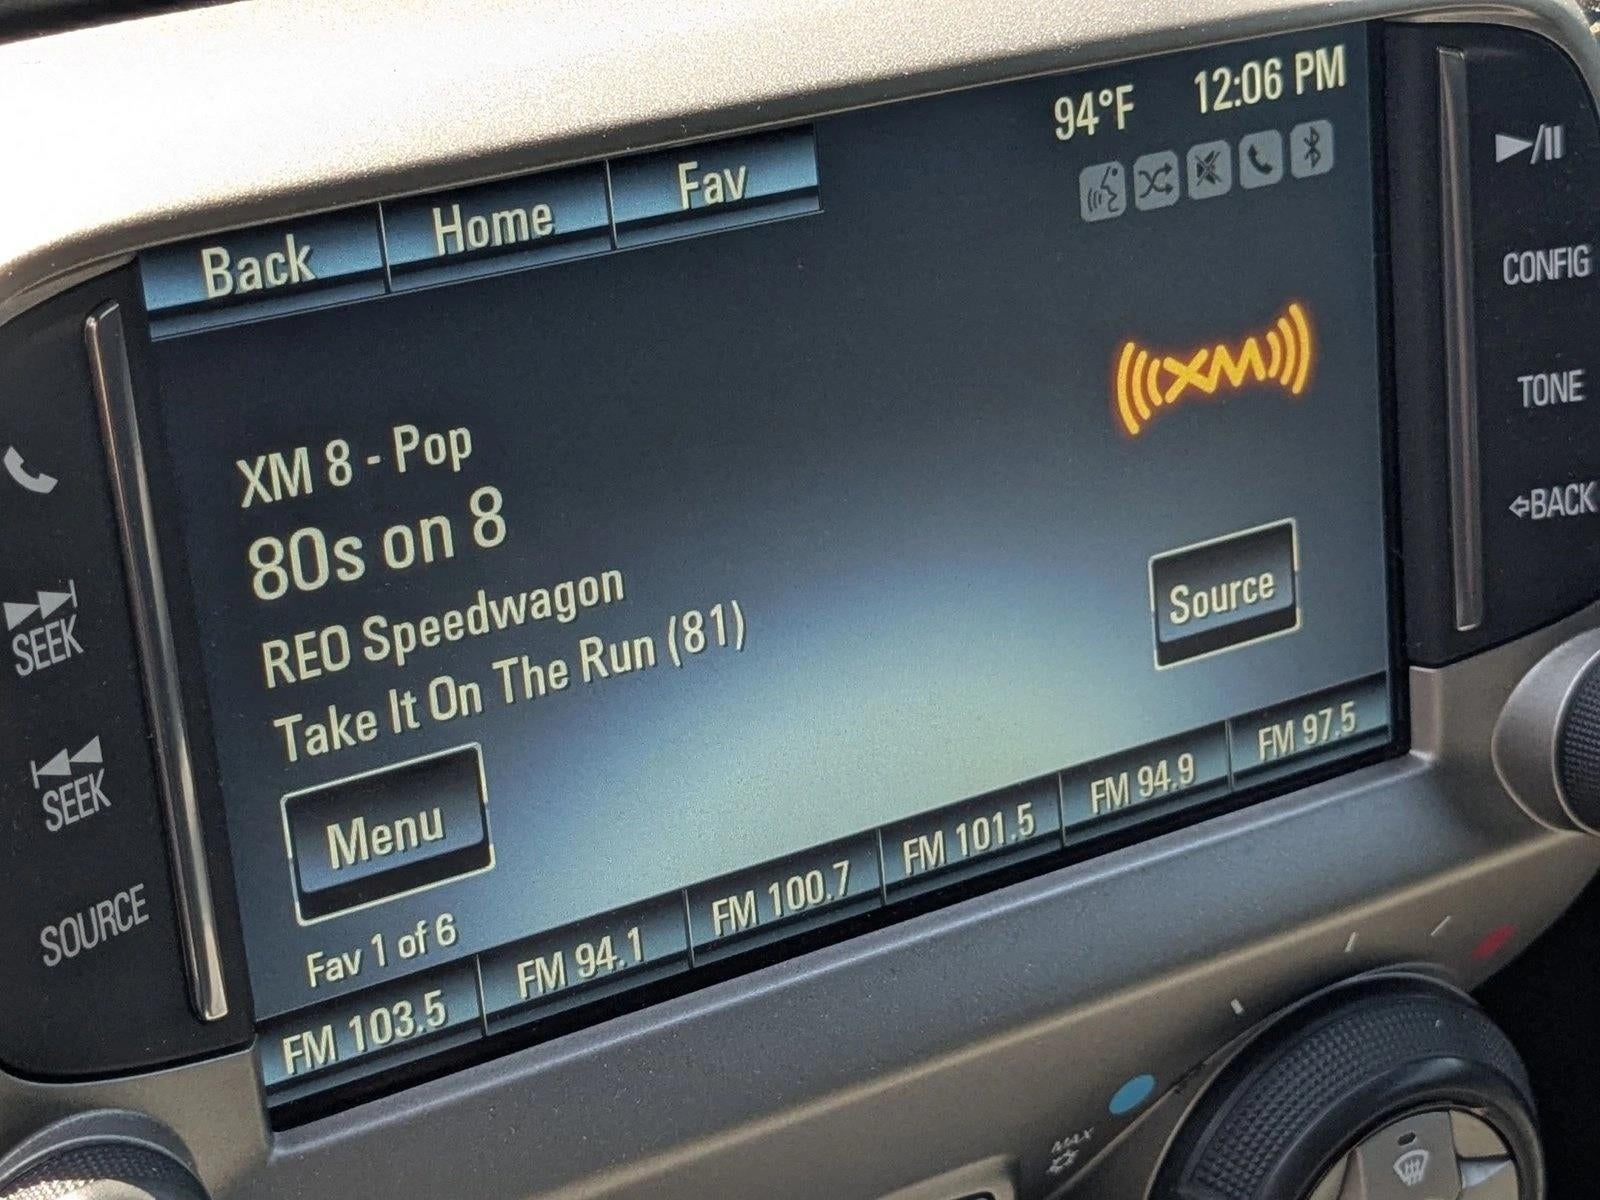 94°F 12:06 PM
Back Home Fav
XM
XM 8 - Pop
80s on 8
REO Speedwagon
Take It On The Run (81)
Source
Menu
Fav 1 of 6
FM 103.5 FM 94.1 FM 100.7 FM 101.5 FM 94.9 FM 97.5
SEEK
SEEK
SOURCE
CONFIG
TONE
BACK
MAX